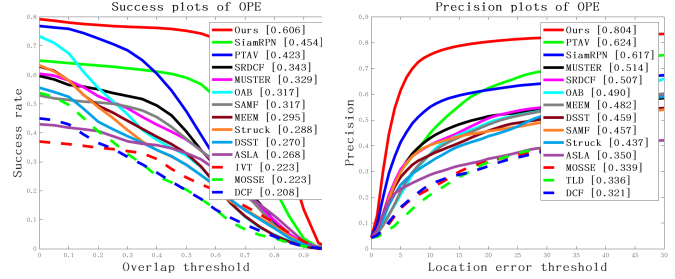 Success plots of OPE
Success rate
0.8
0.7
0.6
0.5
0.4
0.3
0.2
0.1
0
Ours [0.606]
SiamRPN [0.454]
PTAV [0.423]
SRDCF [0.343]
MUSTER [0.329]
OAB [0.317]
SAMF [0.317]
MEEM [0.295]
Struck [0.288]
DSST [0.270]
ASLA [0.268]
IVT [0.223]
MOSSE [0.223]
DCF [0.208]
0 0.1 0.2 0.3 0.4 0.5 0.6 0.7 0.8 0.9
Overlap threshold
Precision plots of OPE
Precision
0.9
0.8
0.7
0.6
0.5
0.4
0.3
0.2
0.1
0
Ours [0.804]
PTAV [0.624]
SiamRPN [0.617]
MUSTER [0.514]
SRDCF [0.507]
OAB [0.490]
MEEM [0.482]
DSST [0.459]
SAMF [0.457]
Struck [0.437]
ASLA [0.350]
MOSSE [0.339]
TLD [0.336]
DCF [0.321]
0 5 10 15 20 25 30 35 40 45 50
Location error threshold